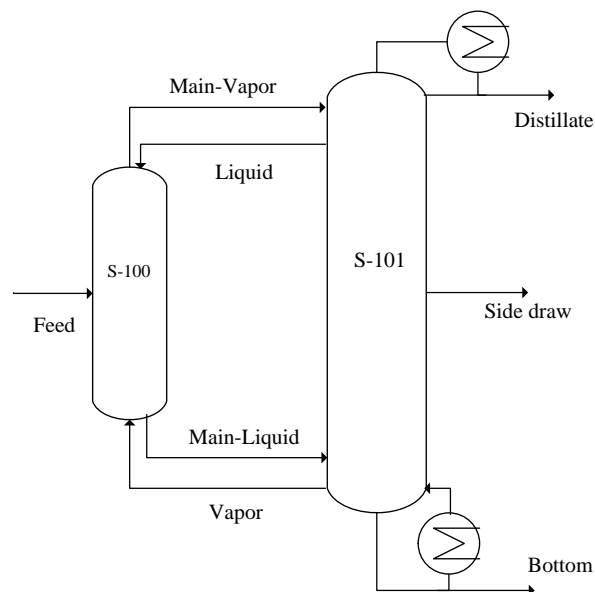 Main-Vapor
Distillate
Liquid
S-101
S-100
Side draw
Feed
Main-Liquid
Vapor
Bottom